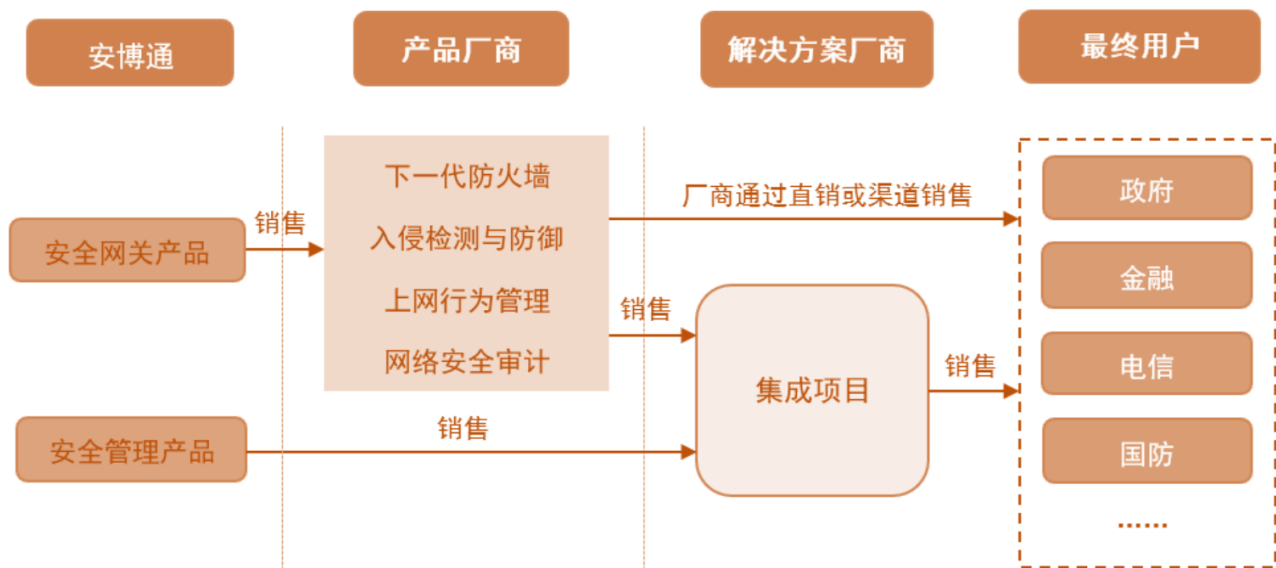 安博通
产品厂商
解决方案厂商
最终用户
下一代防火墙
入侵检测与防御
上网行为管理
网络安全审计
安全网关产品
销售
厂商通过直销或渠道销售
销售
安全管理产品
销售
集成项目
销售
政府
金融
电信
国防
......